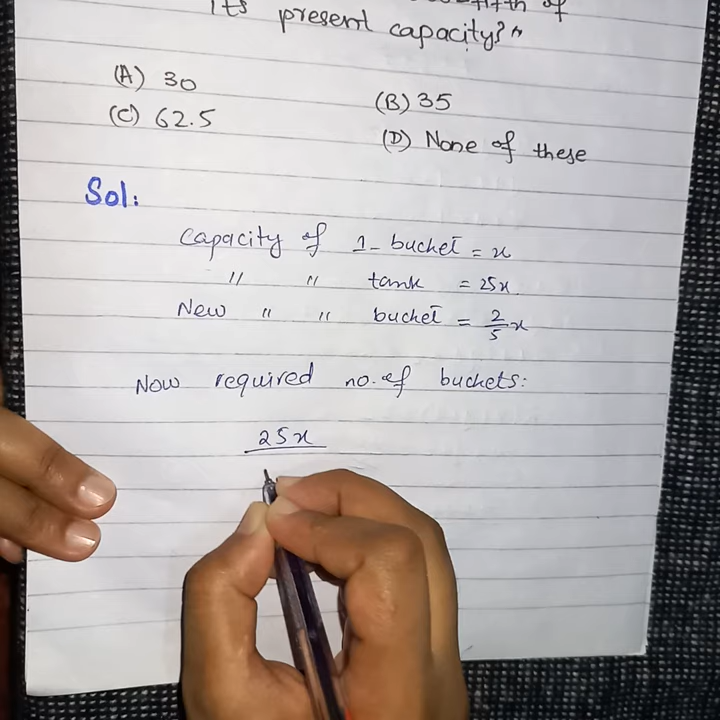 of
Its present capacity?"
(A) 30
(B) 35
(C) 62.5
(D) None of these
Sol:
Capacity of 1- bucket = x
" " tank = 25x
New " " bucket = 2/5 x
Now required no. of buckets:
25x